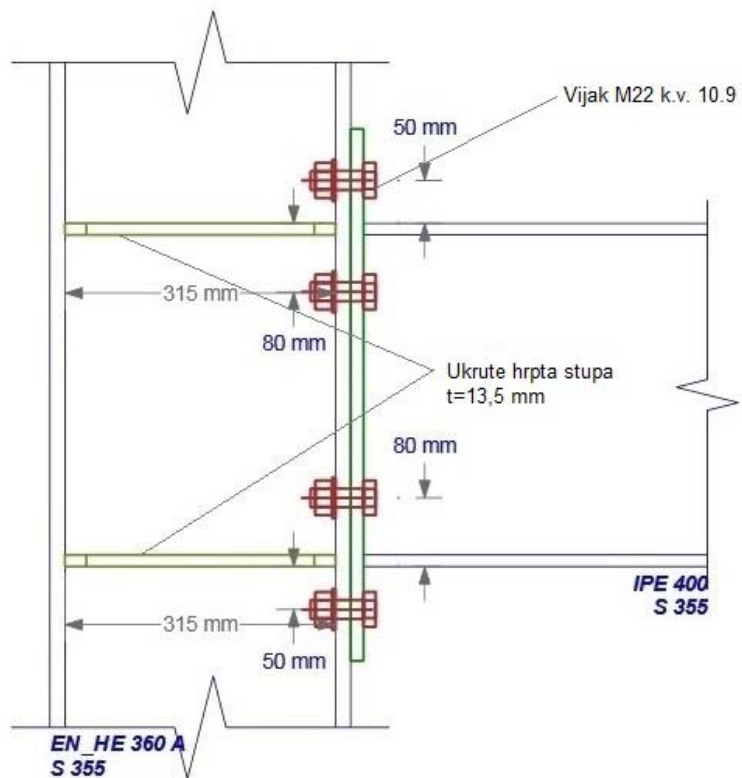 Vijak M22 k.v. 10.9
50 mm
315 mm
80 mm
Ukrute hrpta stupa
t=13,5 mm
80 mm
IPE 400
S 355
315 mm
50 mm
EN_HE 360 A
S 355